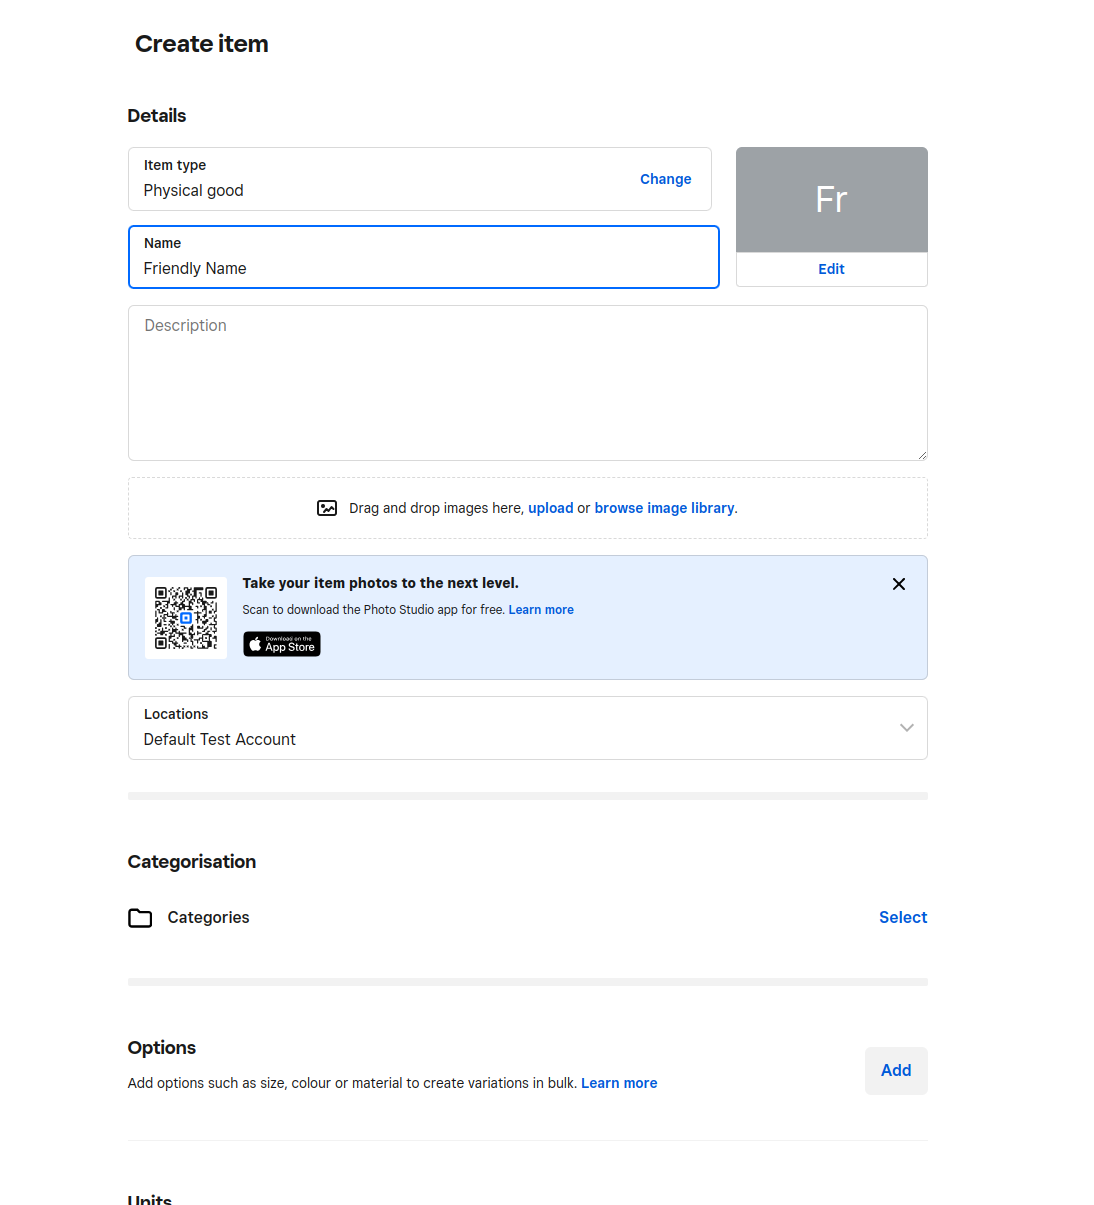 Create item
Details
Item type
Physical good
Change
Fr
Edit
Name
Friendly Name
Description
Drag and drop images here, upload or browse image library.
Take your item photos to the next level.
Scan to download the Photo Studio app for free. Learn more
Download on the
App Store
Locations
Default Test Account
Categorisation
Categories
Select
Options
Add options such as size, colour or material to create variations in bulk. Learn more
Add
Units